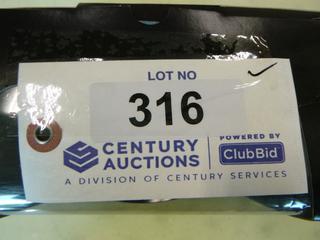 LOT NO
316
CENTURY AUCTIONS
POWERED BY
ClubBid
A DIVISION OF CENTURY SERVICES